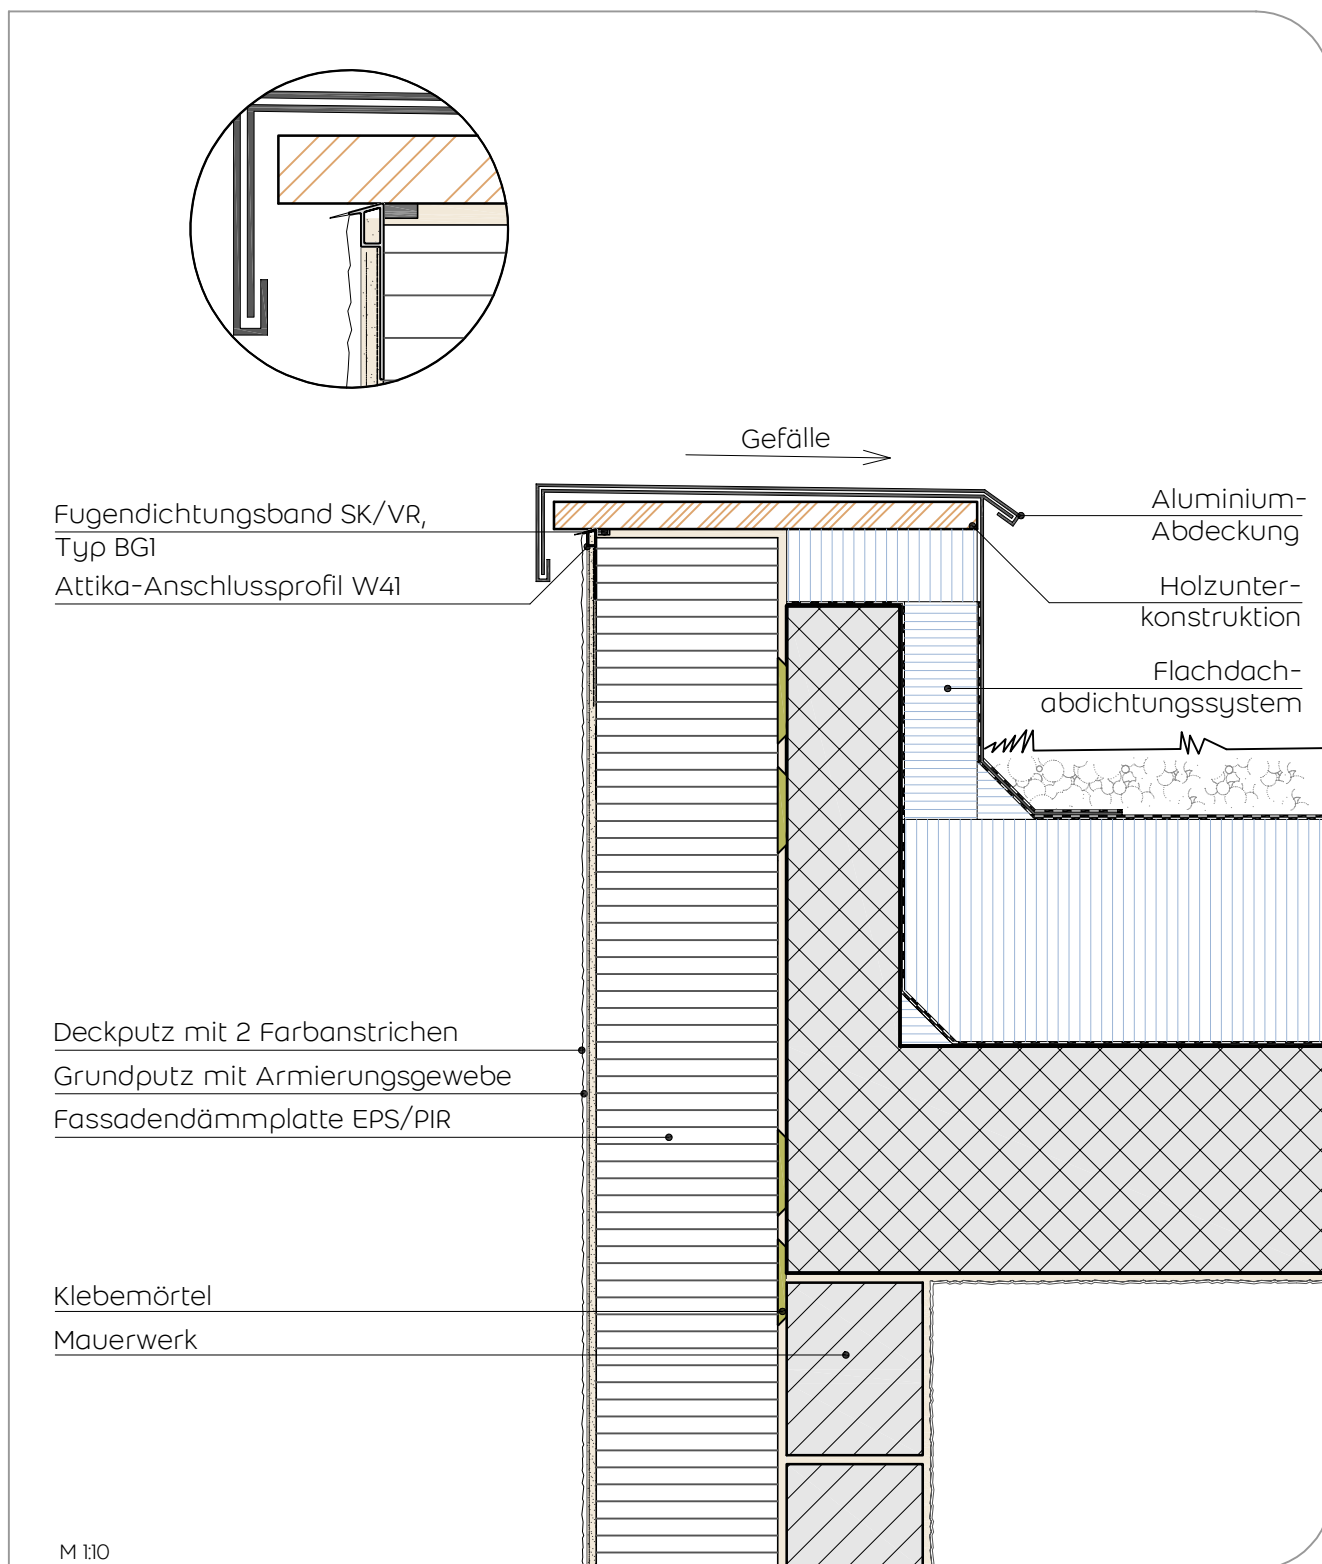 Gefälle
Fugendichtungsband SK/VR,
Typ BG1
Attika-Anschlussprofil W41
Aluminium-
Abdeckung
Holzunter-
konstruktion
Flachdach-
abdichtungssystem
Deckputz mit 2 Farbanstrichen
Grundputz mit Armierungsgewebe
Fassadendämmplatte EPS/PIR
Klebemörtel
Mauerwerk
M 1:10